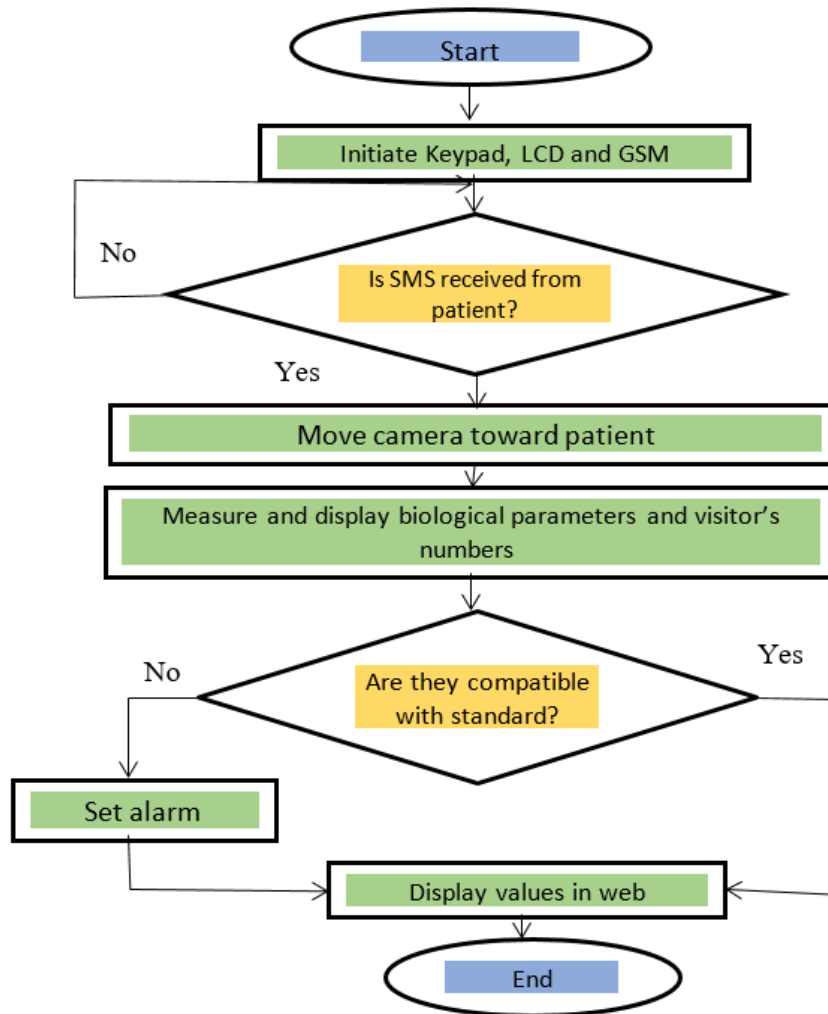 Start
Initiate Keypad, LCD and GSM
No
Is SMS received from
patient?
Yes
Move camera toward patient
Measure and display biological parameters and visitor's
numbers
No
Yes
Are they compatible
with standard?
Set alarm
Display values in web
End